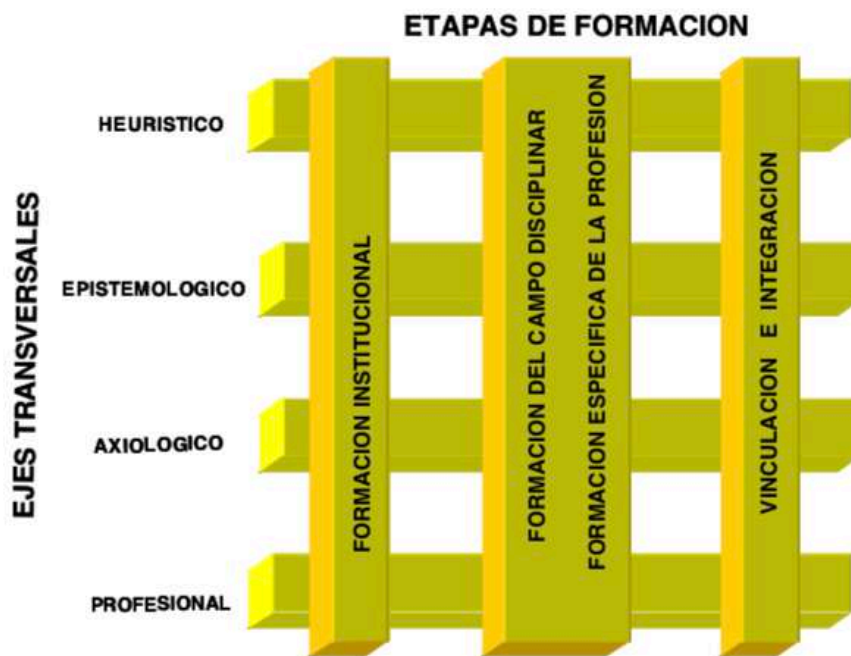 ETAPAS DE FORMACION
EJES TRANSVERSALES
HEURISTICO
EPISTEMOLOGICO
AXIOLOGICO
PROFESIONAL
FORMACION INSTITUCIONAL
FORMACION DEL CAMPO DISCIPLINAR
FORMACION ESPECIFICA DE LA PROFESION
VINCULACION E INTEGRACION